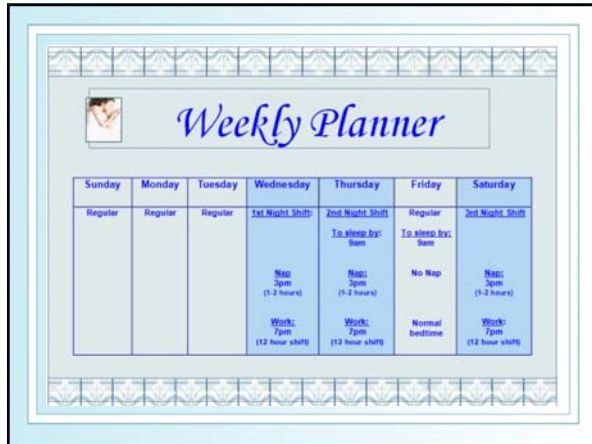 Weekly Planner
Sunday Monday Tuesday Wednesday Thursday Friday Saturday
Regular Regular Regular 1st Night Shift: 2nd Night Shift Regular 3rd Night Shift
To sleep by: To sleep by:
9am 9am
Nap Nap: No Nap Nap:
3pm 3pm 3pm
(1-2 hours) (1-2 hours) (1-2 hours)
Work: Work: Normal Work:
7pm 7pm bedtime 7pm
(12 hour shift) (12 hour shift) (12 hour shift)